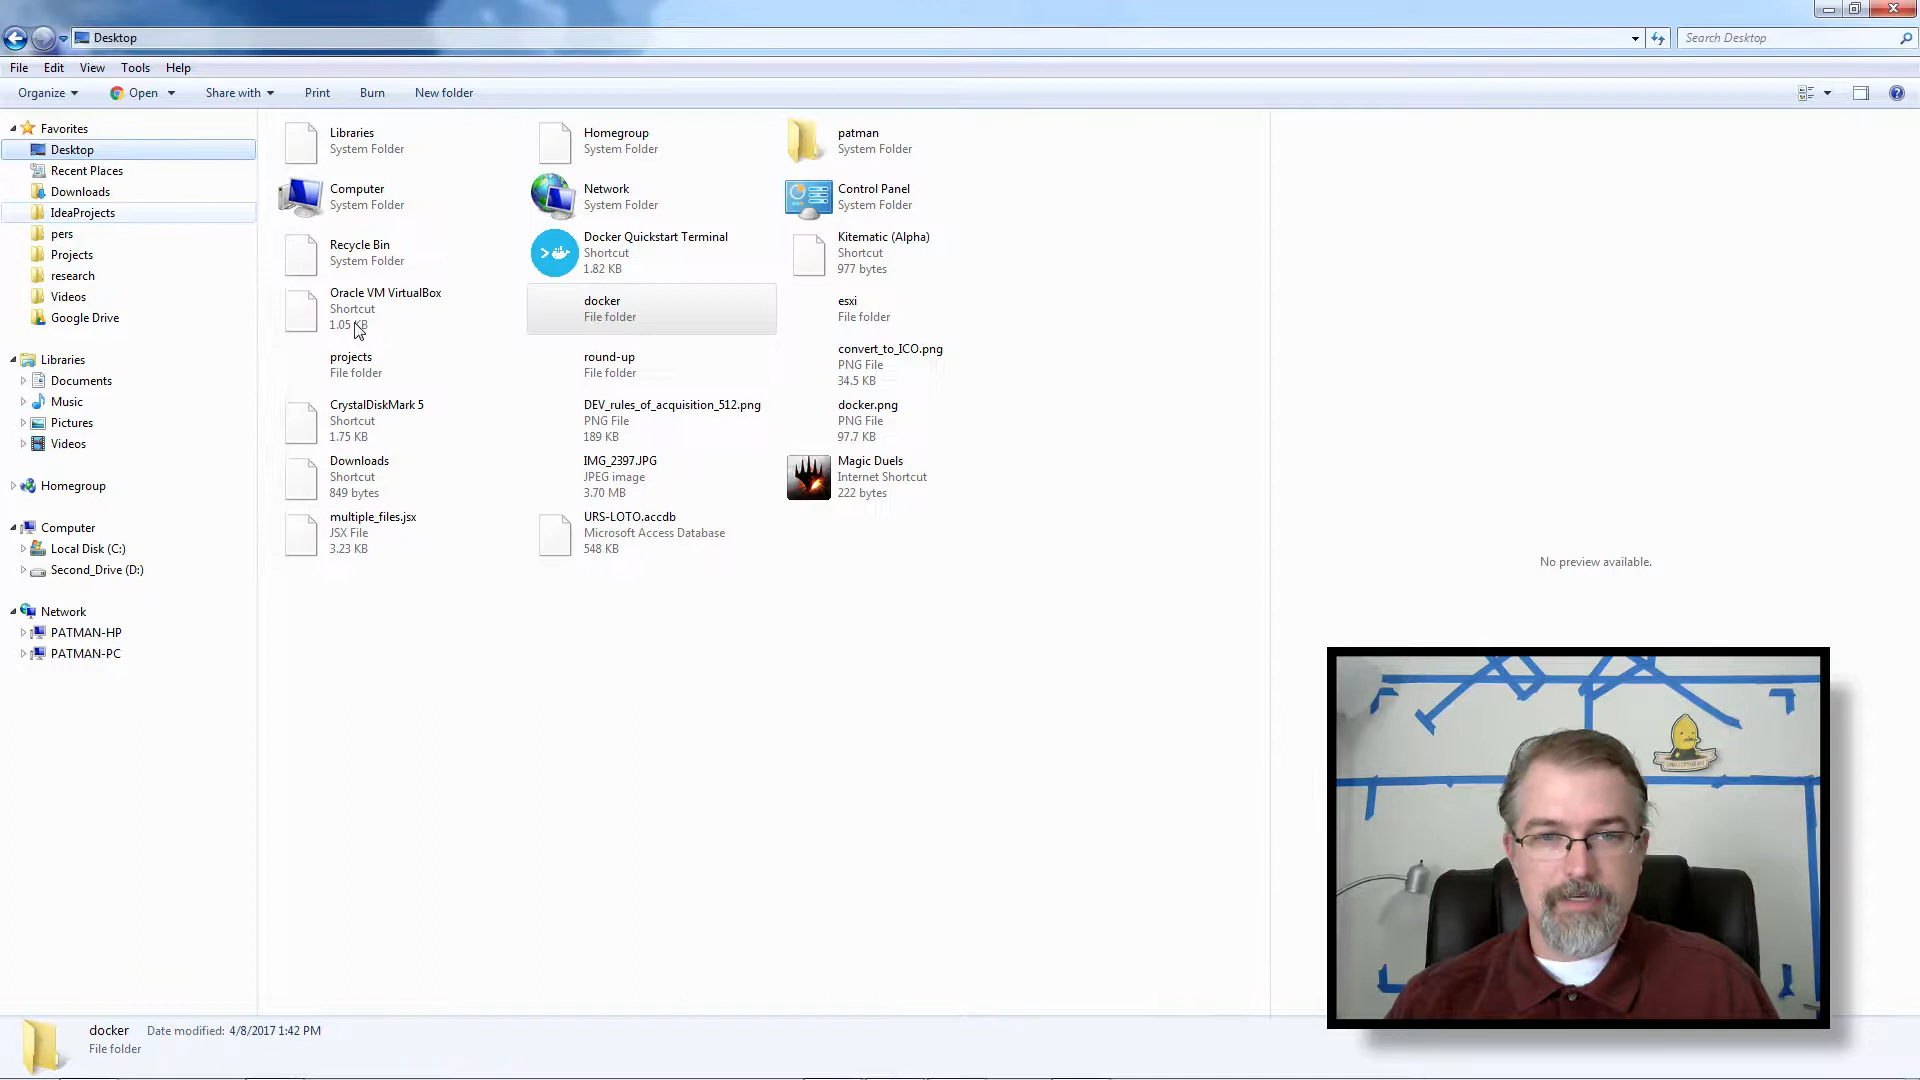 Desktop
Search Desktop
File Edit View Tools Help
Organize Open Share with Print Burn New folder
Favorites
Desktop
Recent Places
Downloads
IdeaProjects
pers
Projects
research
Videos
Google Drive
Libraries
Documents
Music
Pictures
Videos
Homegroup
Computer
Local Disk (C:)
Second_Drive (D:)
Network
PATMAN-HP
PATMAN-PC
Libraries
System Folder
Homegroup
System Folder
patman
System Folder
Computer
System Folder
Network
System Folder
Control Panel
System Folder
Recycle Bin
System Folder
Docker Quickstart Terminal
Shortcut
1.82 KB
Kitematic (Alpha)
Shortcut
977 bytes
Oracle VM VirtualBox
Shortcut
1.05 KB
docker
File folder
esxi
File folder
projects
File folder
round-up
File folder
convert_to_ICO.png
PNG File
34.5 KB
CrystalDiskMark 5
Shortcut
1.75 KB
DEV_rules_of_acquisition_512.png
PNG File
189 KB
docker.png
PNG File
97.7 KB
Downloads
Shortcut
849 bytes
IMG_2397.JPG
JPEG image
3.70 MB
Magic Duels
Internet Shortcut
222 bytes
multiple_files.jsx
JSX File
3.23 KB
URS-LOTO.accdb
Microsoft Access Database
548 KB
No preview available.
docker Date modified: 4/8/2017 1:42 PM
File folder